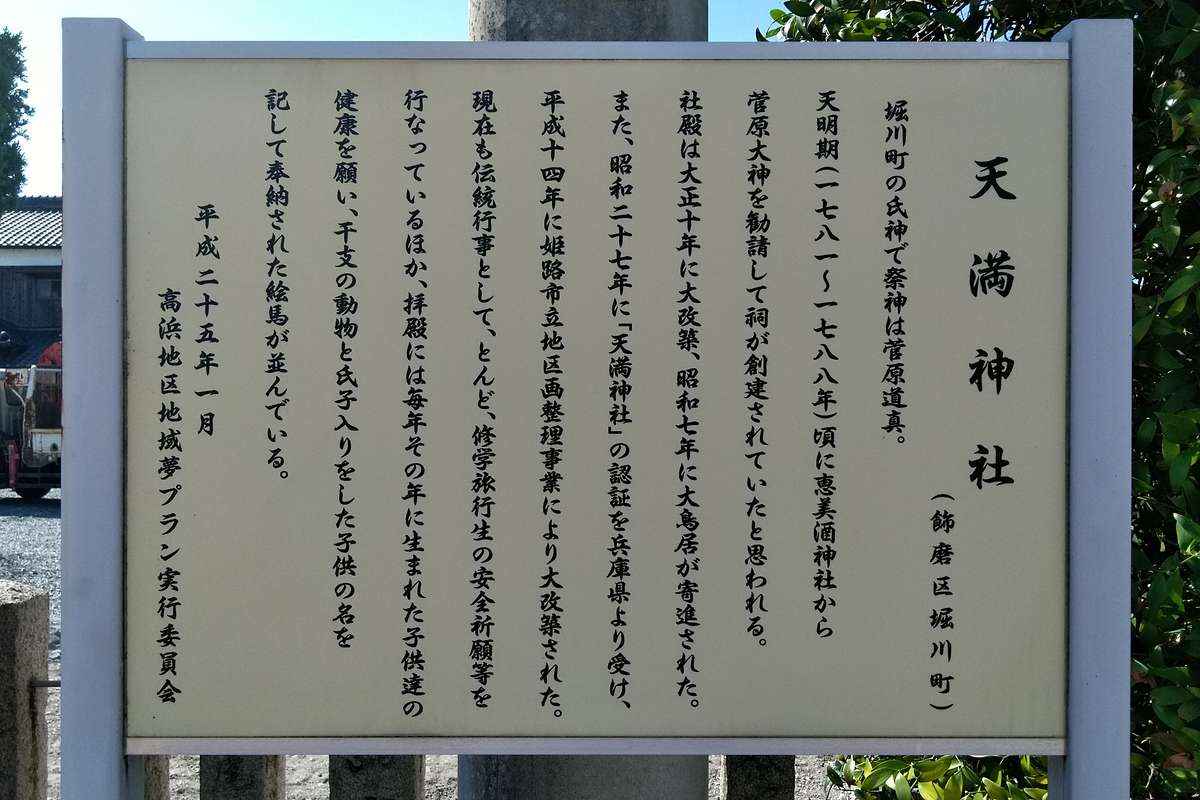 天満神社
（飾磨区堀川町）
堀川町の氏神で祭神は菅原道真。
天明期（一七八一～一七八八年）頃に恵美酒神社から
菅原大神を勧請して祠が創建されていたと思われる。
社殿は大正十年に大改築、昭和七年に大鳥居が寄進された。
また、昭和二十七年に「天満神社」の認証を兵庫県より受け、
平成十四年に姫路市立地区画整理事業により大改築された。
現在も伝統行事として、とんど、修学旅行生の安全祈願等を
行なっているほか、拝殿には毎年その年に生まれた子供達の
健康を願い、干支の動物と氏子入りをした子供の名を
記して奉納された絵馬が並んでいる。
平成二十五年一月
高浜地区地域夢プラン実行委員会